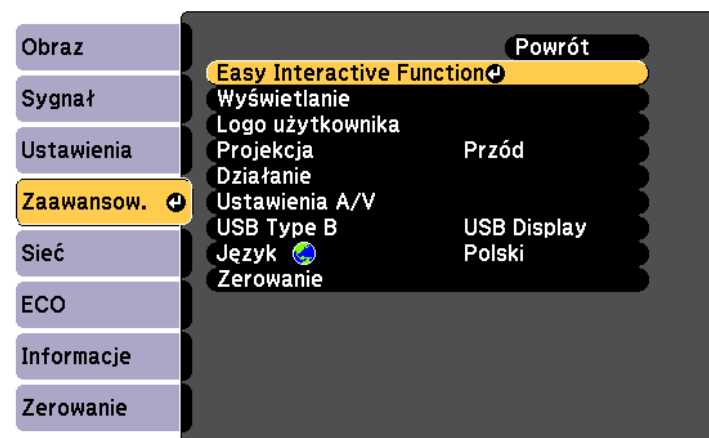 Obraz
Sygnał
Ustawienia
Zaawansow.
Sieć
ECO
Informacje
Zerowanie
Powrót
Easy Interactive Function
Wyświetlanie
Logo użytkownika
Projekcja Przód
Działanie
Ustawienia A/V
USB Type B USB Display
Język Polski
Zerowanie